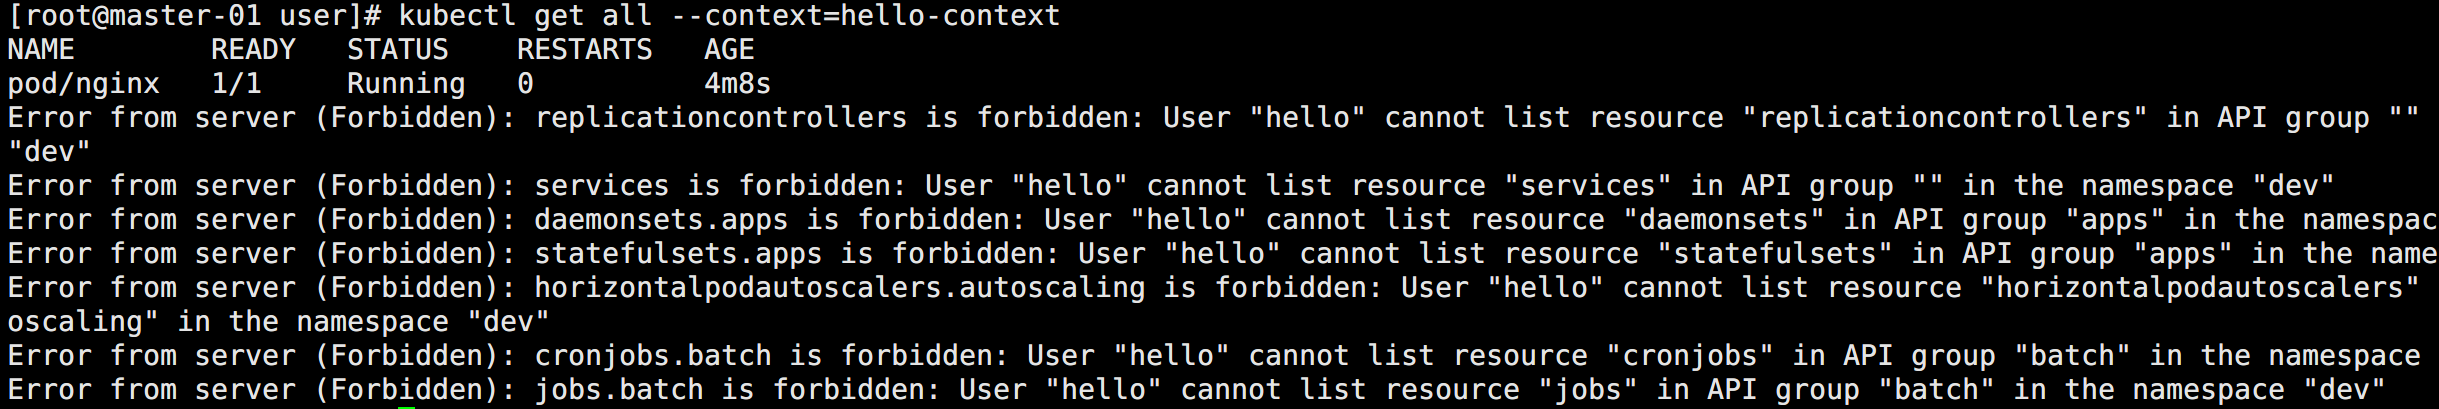 [root@master-01 user]# kubectl get all --context=hello-context
NAME        READY   STATUS    RESTARTS   AGE
pod/nginx   1/1     Running   0          4m8s
Error from server (Forbidden): replicationcontrollers is forbidden: User "hello" cannot list resource "replicationcontrollers" in API group ""
"dev"
Error from server (Forbidden): services is forbidden: User "hello" cannot list resource "services" in API group "" in the namespace "dev"
Error from server (Forbidden): daemonsets.apps is forbidden: User "hello" cannot list resource "daemonsets" in API group "apps" in the namespac
Error from server (Forbidden): statefulsets.apps is forbidden: User "hello" cannot list resource "statefulsets" in API group "apps" in the name
Error from server (Forbidden): horizontalpodautoscalers.autoscaling is forbidden: User "hello" cannot list resource "horizontalpodautoscalers"
oscaling" in the namespace "dev"
Error from server (Forbidden): cronjobs.batch is forbidden: User "hello" cannot list resource "cronjobs" in API group "batch" in the namespace
Error from server (Forbidden): jobs.batch is forbidden: User "hello" cannot list resource "jobs" in API group "batch" in the namespace "dev"